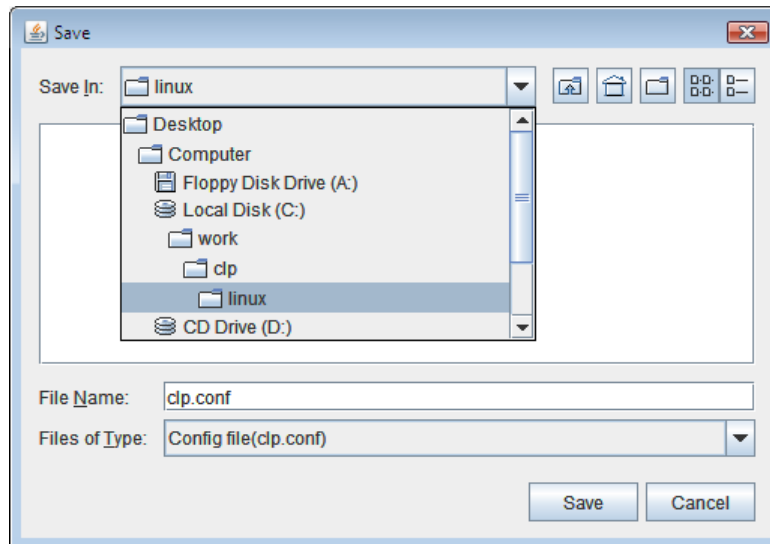 Save
Save In: linux
Desktop
Computer
Floppy Disk Drive (A:)
Local Disk (C:)
work
clp
linux
CD Drive (D:)
File Name: clp.conf
Files of Type: Config file(clp.conf)
Save Cancel